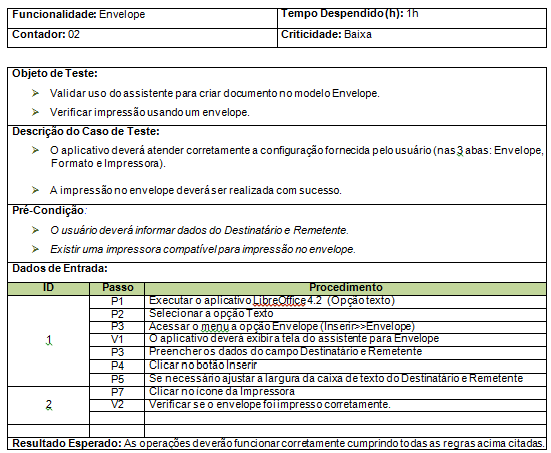 Funcionalidade: Envelope Tempo Despendido (h): 1h
Contador: 02 Criticidade: Baixa
Objeto de Teste:
Validar uso do assistente para criar documento no modelo Envelope.
Verificar impressão usando um envelope.
Descrição do Caso de Teste:
O aplicativo deverá atender corretamente a configuração fornecida pelo usuário (nas 3 abas: Envelope,
Formato e Impressora).
A impressão no envelope deverá ser realizada com sucesso.
Pré-Condição:
O usuário deverá informar dados do Destinatário e Remetente.
Existir uma impressora compatível para impressão no envelope.
Dados de Entrada:
ID Passo Procedimento
P1 Executar o aplicativo LibreOffice 4.2 (Opção texto)
P2 Selecionar a opção Texto
P3 Acessar o menu a opção Envelope (Inserir>>Envelope)
1 V1 O aplicativo deverá exibir a tela do assistente para Envelope
P3 Preencher os dados do campo Destinatário e Remetente
P4 Clicar no botão Inserir
P5 Se necessário ajustar a largura da caixa de texto do Destinatário e Remetente
P7 Clicar no ícone da Impressora
2 V2 Verificar se o envelope foi impresso corretamente.
Resultado Esperado: As operações deverão funcionar corretamente cumprindo todas as regras acima citadas.